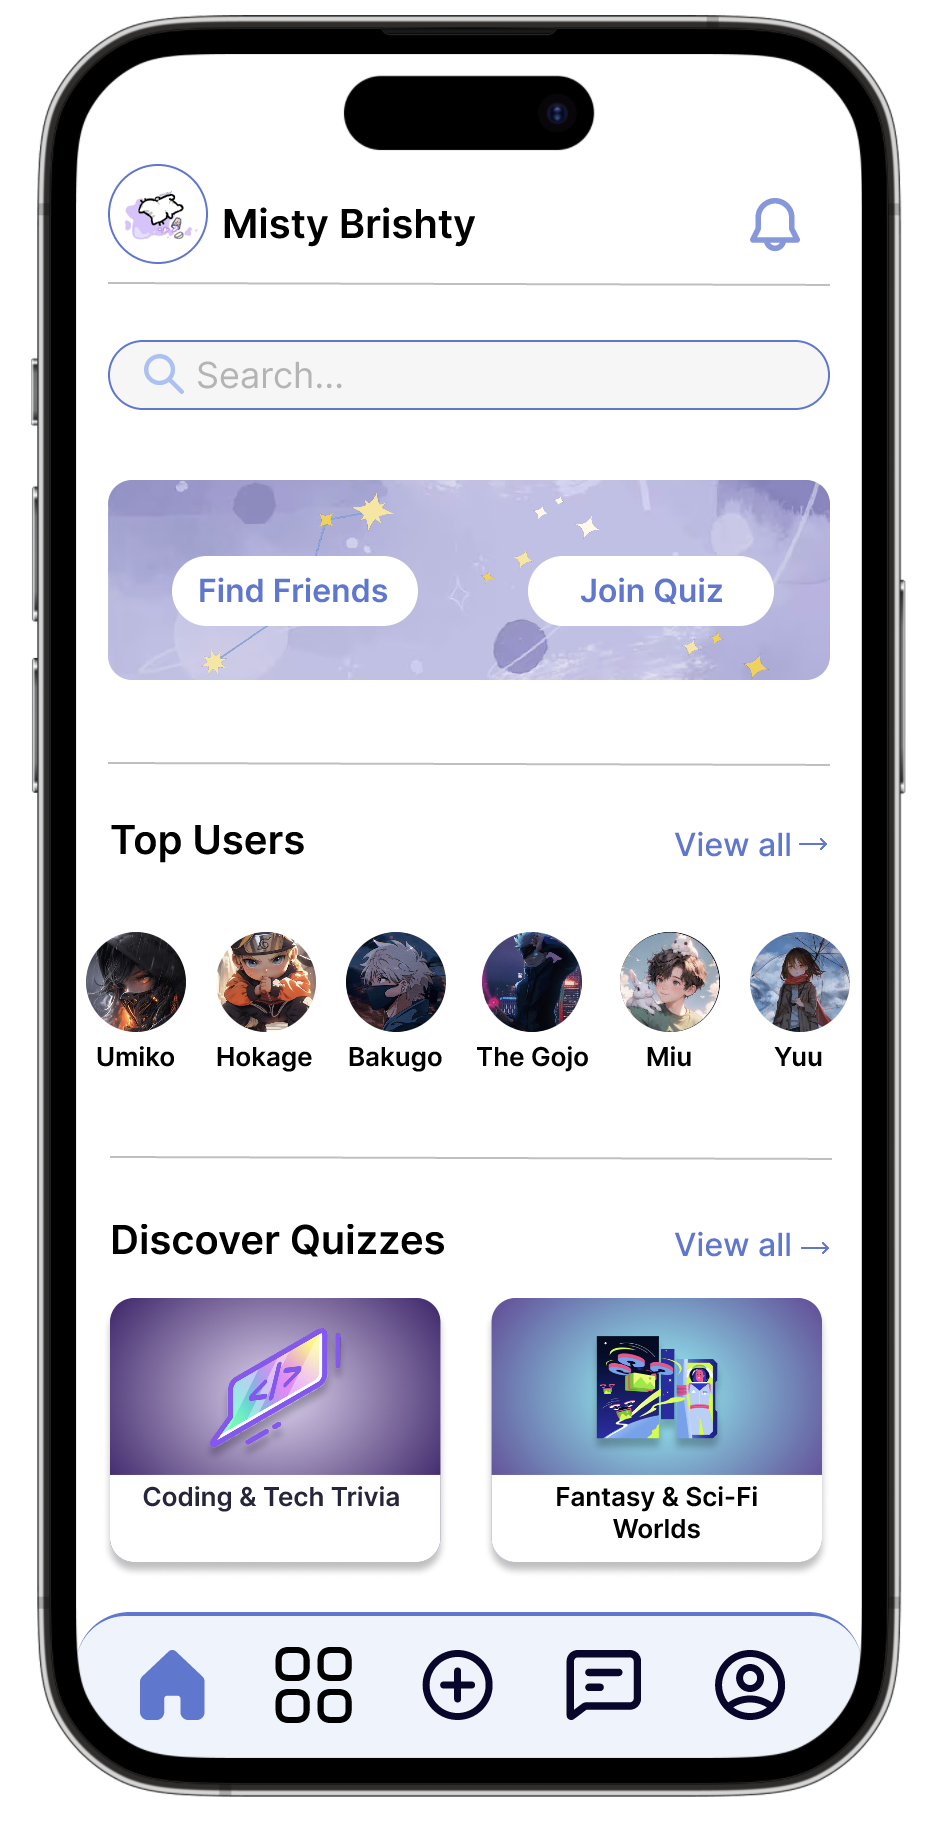 Misty Brishty
Search...
Find Friends
Join Quiz
Top Users
View all →
Umiko
Hokage
Bakugo
The Gojo
Miu
Yuu
Discover Quizzes
View all →
</>
Coding & Tech Trivia
Fantasy & Sci-Fi
Worlds